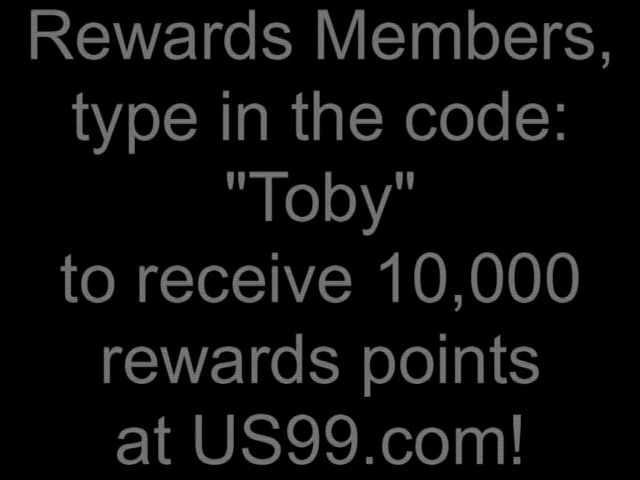 Rewards Members,
type in the code:
"Toby"
to receive 10,000
rewards points
at US99.com!